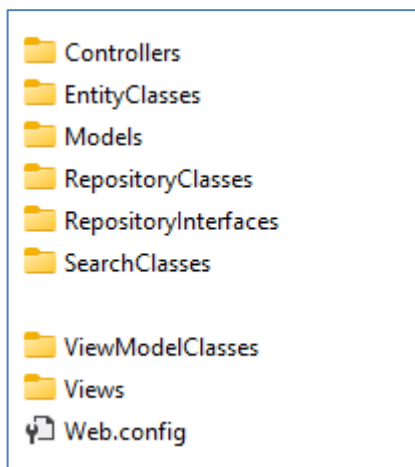 Controllers
EntityClasses
Models
RepositoryClasses
RepositoryInterfaces
SearchClasses
ViewModelClasses
Views
Web.config